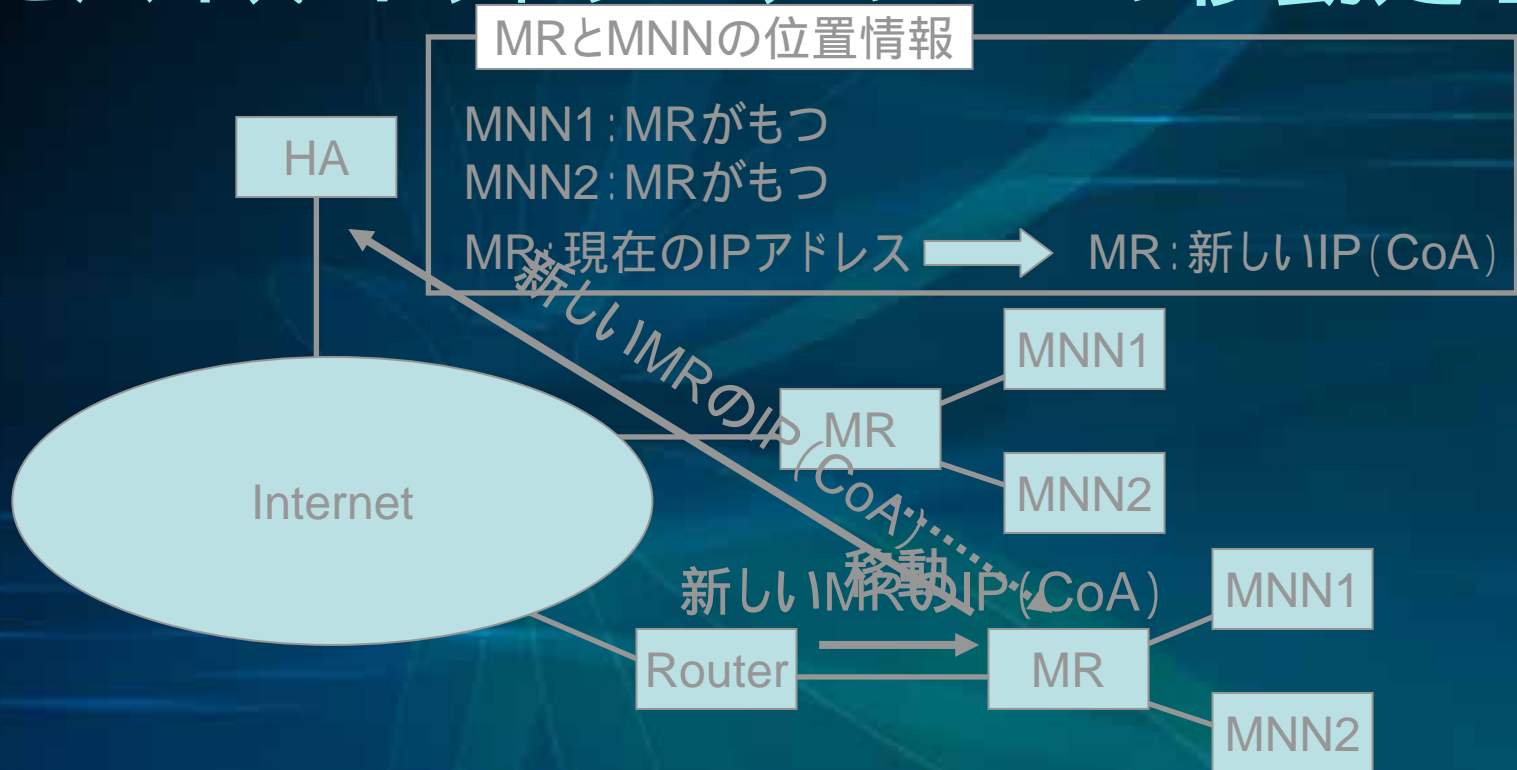 MRとMNNの位置情報
MNN1:MRがもつ
MNN2:MRがもつ
MR:現在のIPアドレス
MR:新しいIP(CoA)
HA
新しいIMRのIP(CoA)
MNN1
MR
MNN2
Internet
移動
新しいMRのIP(CoA)
MNN1
Router
MR
MNN2